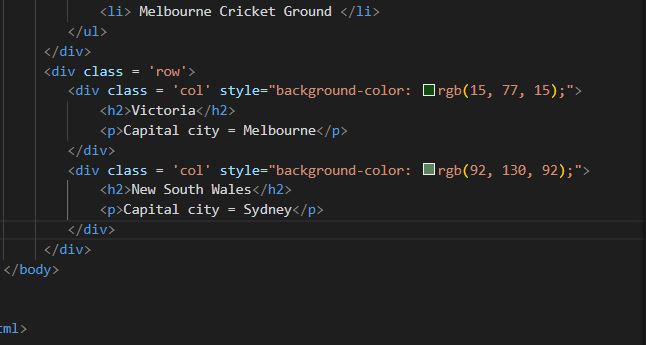 <li> Melbourne Cricket Ground </li>
</ul>
</div>
<div class = 'row'>
<div class = 'col' style="background-color: rgb(15, 77, 15);">
<h2>Victoria</h2>
<p>Capital city = Melbourne</p>
</div>
<div class = 'col' style="background-color: rgb(92, 130, 92);">
<h2>New South Wales</h2>
<p>Capital city = Sydney</p>
</div>
</div>
</body>
tml>